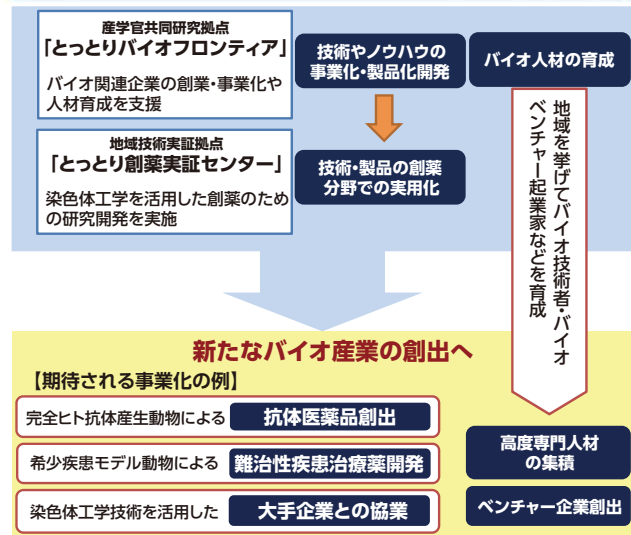 産学官共同研究拠点
「とっとりバイオフロンティア」
バイオ関連企業の創業・事業化や
人材育成を支援
技術やノウハウの
事業化・製品化開発
バイオ人材の育成
地域技術実証拠点
「とっとり創薬実証センター」
染色体工学を活用した創薬のため
の研究開発を実施
技術・製品の創薬
分野での実用化
地域を挙げてバイオ技術者・バイオ
ベンチャー起業家などを育成
新たなバイオ産業の創出へ
【期待される事業化の例】
完全ヒト抗体産生動物による 抗体医薬品創出
希少疾患モデル動物による 難治性疾患治療薬開発
染色体工学技術を活用した 大手企業との協業
高度専門人材
の集積
ベンチャー企業創出